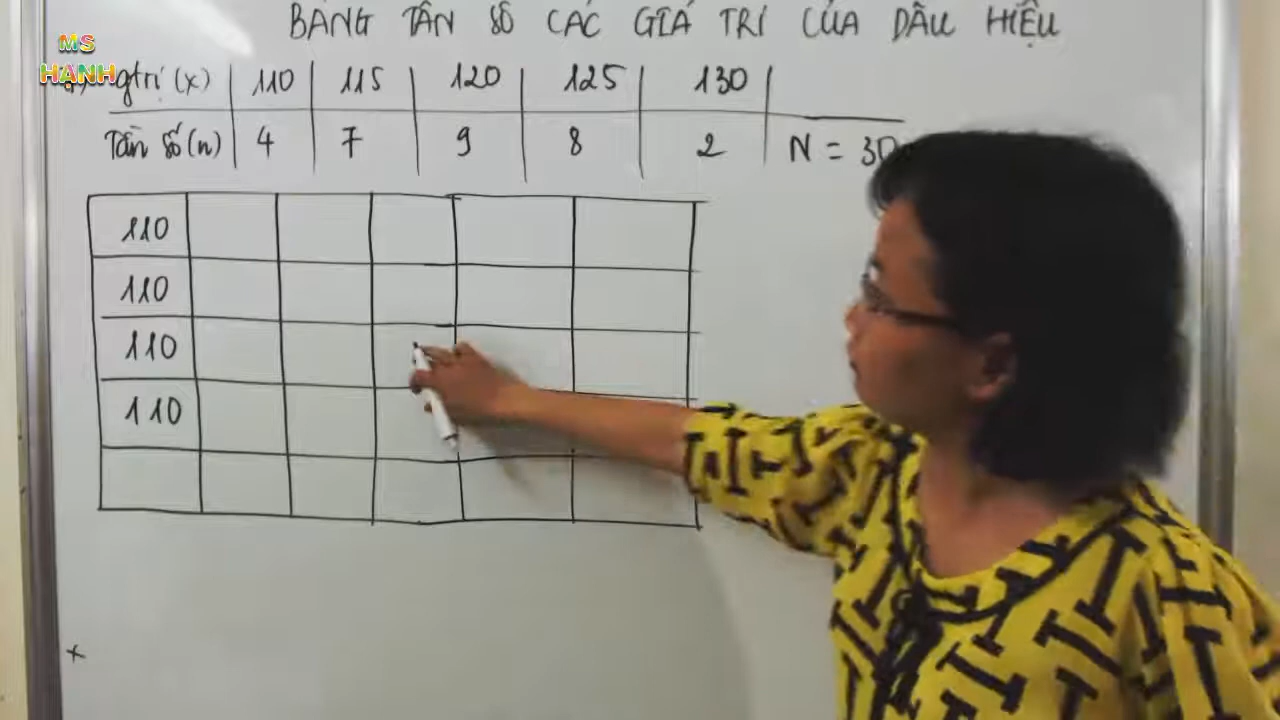 BẢNG TẦN SỐ CÁC GIÁ TRỊ CỦA DẤU HIỆU
MS
HẠNH
gtrị (x) 110 115 120 125 130
Tần số (n) 4 7 9 8 2 N = 30
110
110
110
110
+